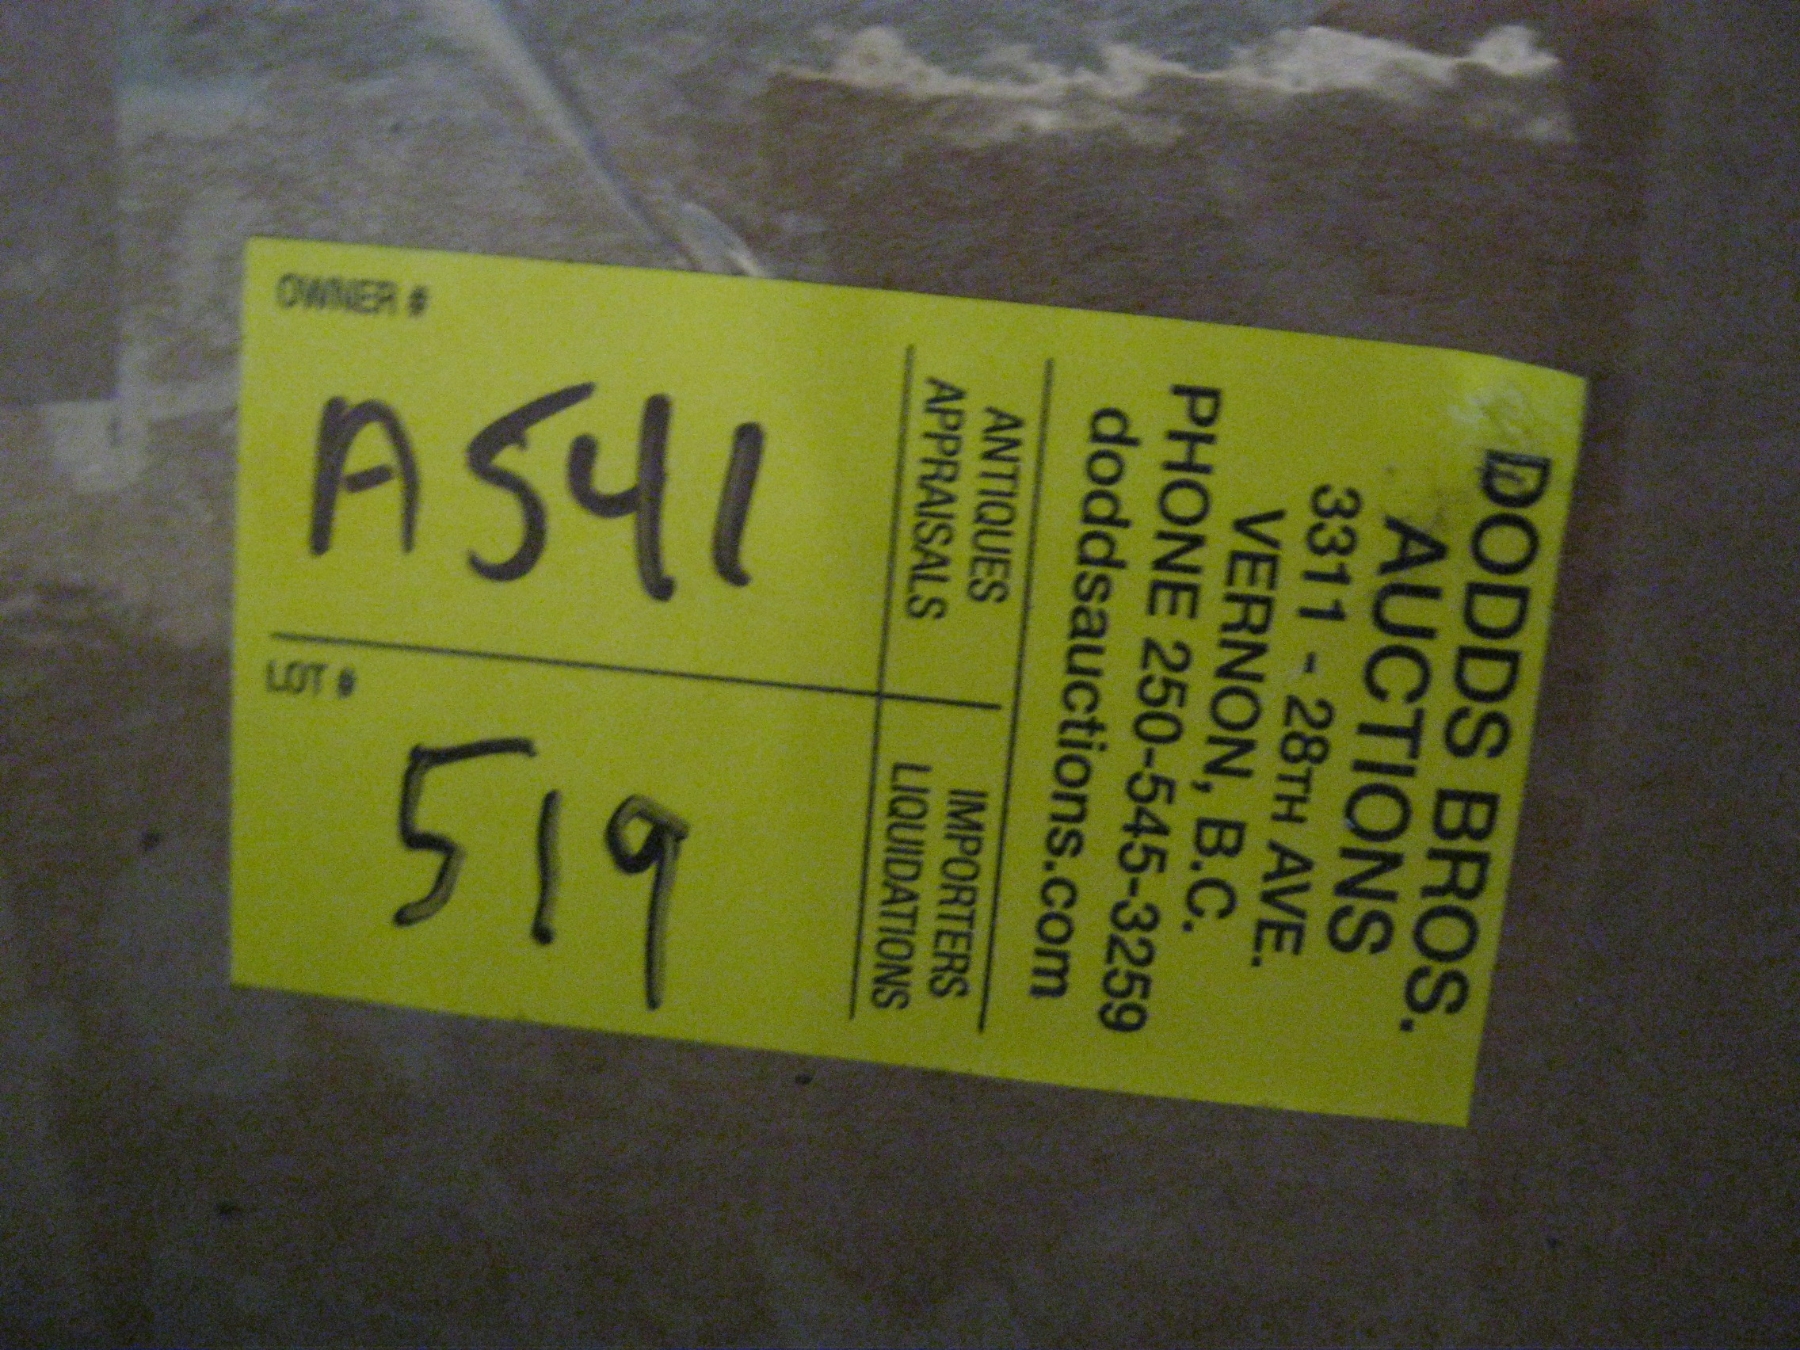 DODDS BROS.
AUCTIONS
3311 - 28TH AVE.
VERNON, B.C.
PHONE 250-545-3259
doddsauctions.com
ANTIQUES
APPRAISALS
IMPORTERS
LIQUIDATIONS
OWNER #
A541
LOT #
519